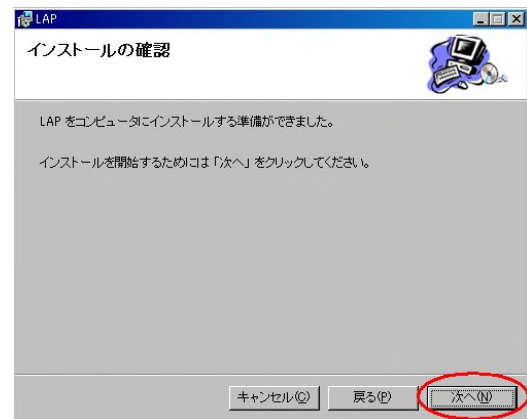 LAP
インストールの確認
LAP をコンピュータにインストールする準備ができました。
インストールを開始するためには「次へ」をクリックしてください。
キャンセル(C) 戻る(P) 次へ(N)